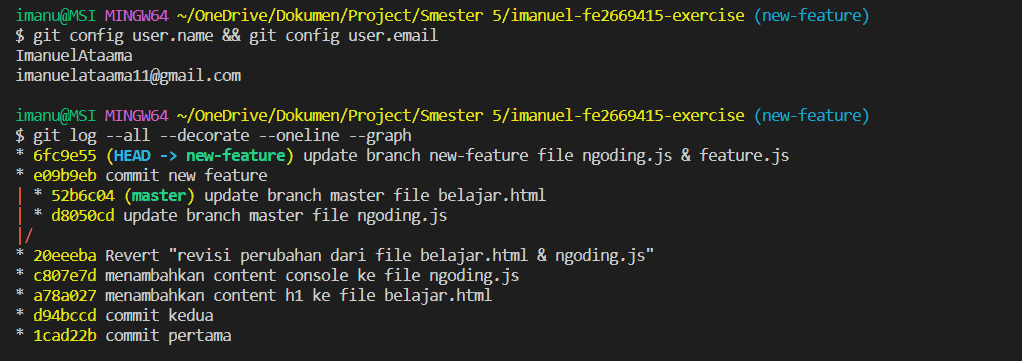 imanu@MSI MINGW64 ~/OneDrive/Dokumen/Project/Smester 5/imanuel-fe2669415-exercise (new-feature)
$ git config user.name && git config user.email
ImanuelAtaama
imanuelataama11@gmail.com

imanu@MSI MINGW64 ~/OneDrive/Dokumen/Project/Smester 5/imanuel-fe2669415-exercise (new-feature)
$ git log --all --decorate --oneline --graph
* 6fc9e55 (HEAD -> new-feature) update branch new-feature file ngoding.js & feature.js
* e09b9eb commit new feature
| * 52b6c04 (master) update branch master file belajar.html
| * d8050cd update branch master file ngoding.js
|/
* 20eeeba Revert "revisi perubahan dari file belajar.html & ngoding.js"
* c807e7d menambahkan content console ke file ngoding.js
* a78a027 menambahkan content h1 ke file belajar.html
* d94bccd commit kedua
* 1cad22b commit pertama